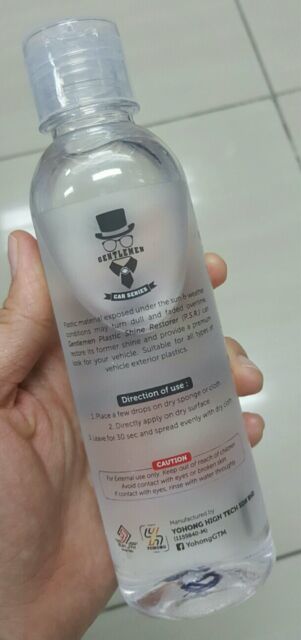 GENTLEMEN
CAR SERIES
Plastic material exposed under the sun & weather
conditions may turn dull and faded overtime.
Gentlemen Plastic Shine Restorer (P.S.R.) can
restore its former shine and provide a premium
look for your vehicle. Suitable for all types of
vehicle exterior plastics.
Direction of use :
1. Place a few drops on dry sponge or cloth.
2. Directly apply on dry surface.
3. Leave for 30 sec and spread evenly with dry cloth.
CAUTION
For External use only. Keep out of reach of children
Avoid contact with eyes or broken skin.
If contact with eyes, rinse with water throughly
Manufactured by
YOHONG HIGH TECH SDN BHD
(1159840-M)
YohongGTM
YOHONG